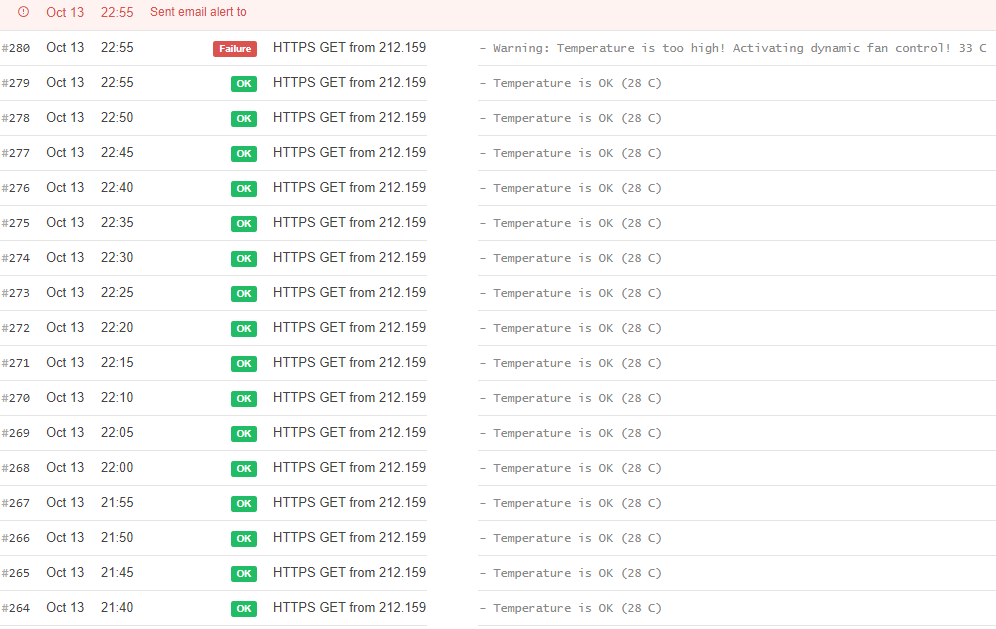 Oct 13 22:55 Sent email alert to
#280 Oct 13 22:55 Failure HTTPS GET from 212.159 - Warning: Temperature is too high! Activating dynamic fan control! 33 C
#279 Oct 13 22:55 OK HTTPS GET from 212.159 - Temperature is OK (28 C)
#278 Oct 13 22:50 OK HTTPS GET from 212.159 - Temperature is OK (28 C)
#277 Oct 13 22:45 OK HTTPS GET from 212.159 - Temperature is OK (28 C)
#276 Oct 13 22:40 OK HTTPS GET from 212.159 - Temperature is OK (28 C)
#275 Oct 13 22:35 OK HTTPS GET from 212.159 - Temperature is OK (28 C)
#274 Oct 13 22:30 OK HTTPS GET from 212.159 - Temperature is OK (28 C)
#273 Oct 13 22:25 OK HTTPS GET from 212.159 - Temperature is OK (28 C)
#272 Oct 13 22:20 OK HTTPS GET from 212.159 - Temperature is OK (28 C)
#271 Oct 13 22:15 OK HTTPS GET from 212.159 - Temperature is OK (28 C)
#270 Oct 13 22:10 OK HTTPS GET from 212.159 - Temperature is OK (28 C)
#269 Oct 13 22:05 OK HTTPS GET from 212.159 - Temperature is OK (28 C)
#268 Oct 13 22:00 OK HTTPS GET from 212.159 - Temperature is OK (28 C)
#267 Oct 13 21:55 OK HTTPS GET from 212.159 - Temperature is OK (28 C)
#266 Oct 13 21:50 OK HTTPS GET from 212.159 - Temperature is OK (28 C)
#265 Oct 13 21:45 OK HTTPS GET from 212.159 - Temperature is OK (28 C)
#264 Oct 13 21:40 OK HTTPS GET from 212.159 - Temperature is OK (28 C)